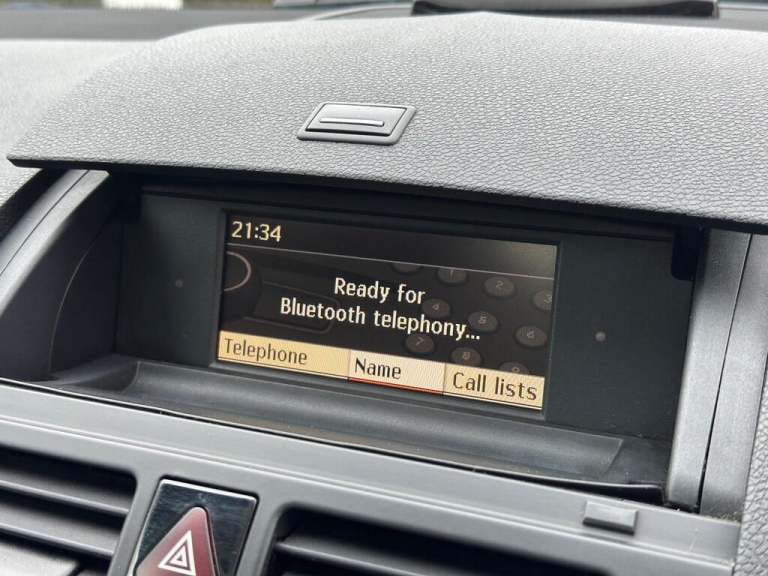 21:34
Ready for
Bluetooth telephony...
Telephone Name Call lists